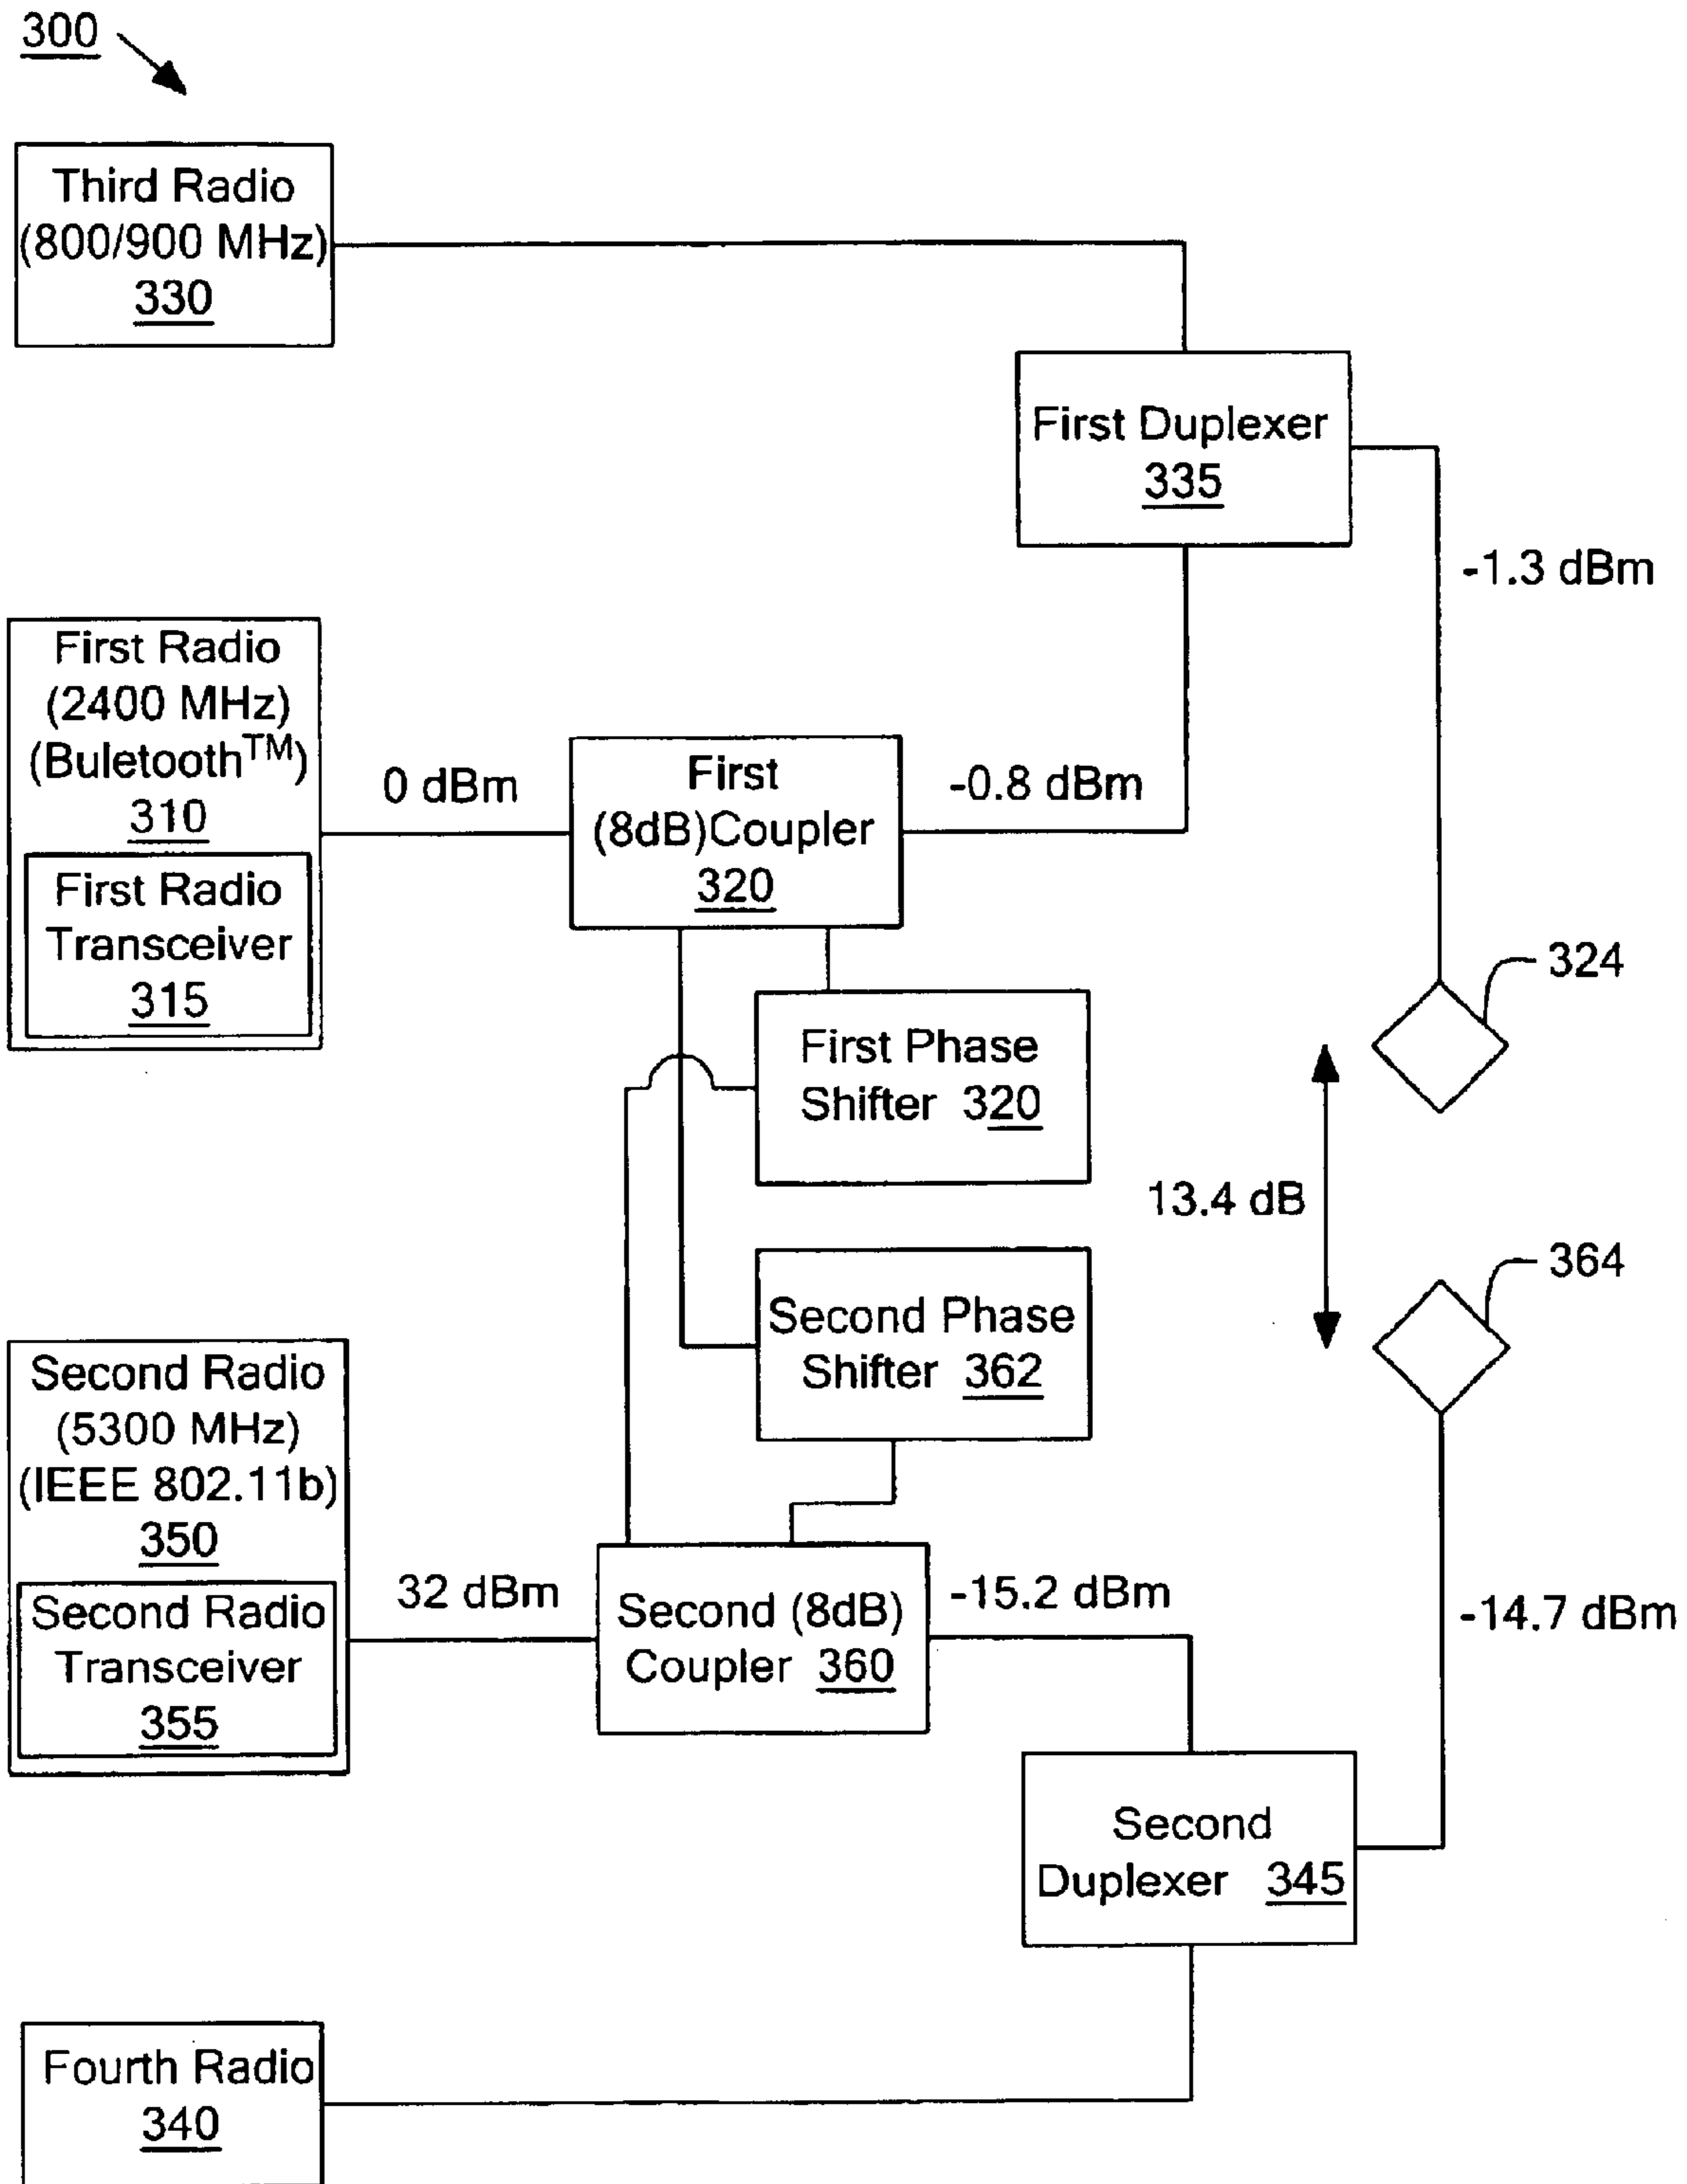 300
Third Radio
(800/900 MHz)
330
First Duplexer
335
-1.3 dBm
First Radio
(2400 MHz)
(Buletooth™)
310
First Radio
Transceiver
315
0 dBm
First
(8dB)Coupler
320
-0.8 dBm
324
First Phase
Shifter 320
13.4 dB
364
Second Phase
Shifter 362
Second Radio
(5300 MHz)
(IEEE 802.11b)
350
Second Radio
Transceiver
355
32 dBm
Second (8dB)
Coupler 360
-15.2 dBm
-14.7 dBm
Second
Duplexer 345
Fourth Radio
340